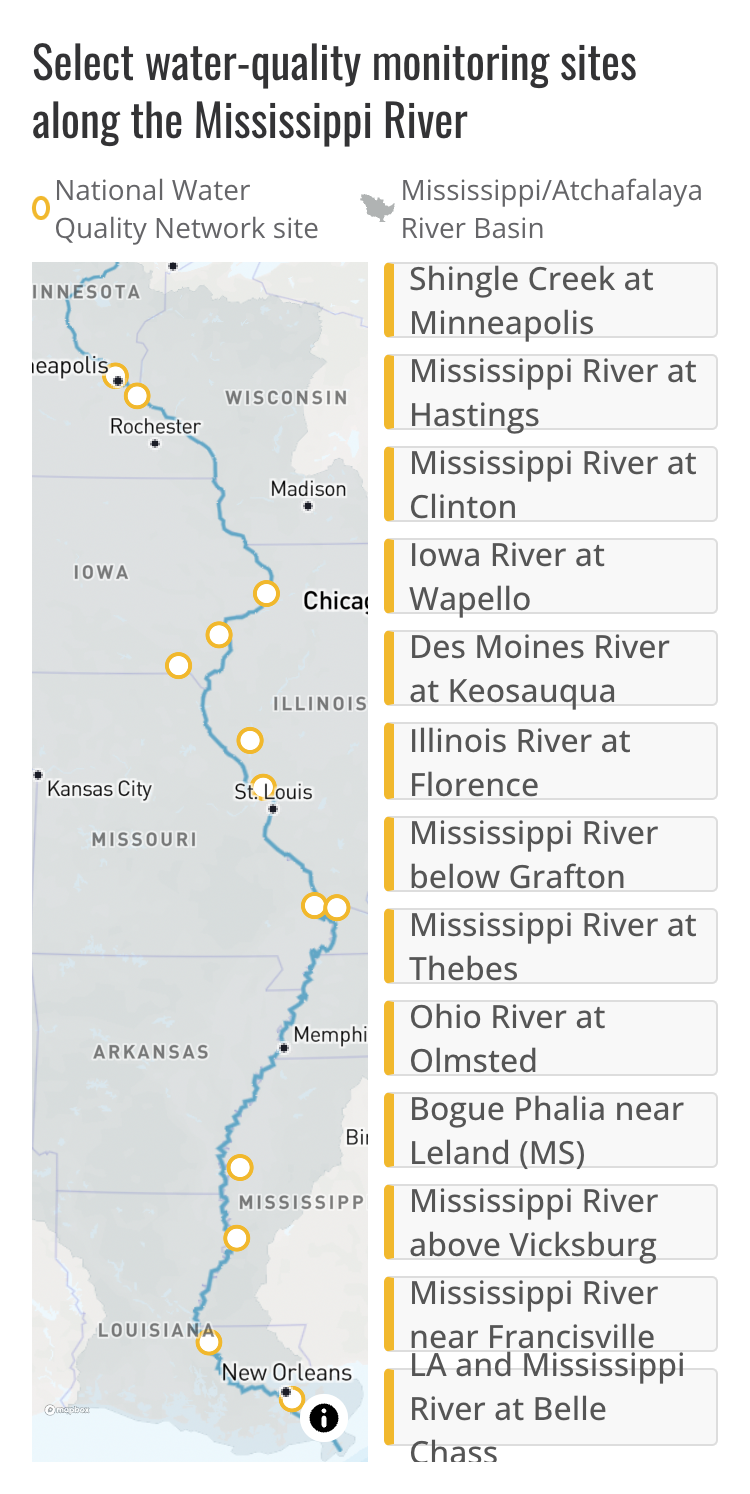 Select water-quality monitoring sites
along the Mississippi River
National Water
Quality Network site
Mississippi/Atchafalaya
River Basin
INNESOTA
neapolis
WISCONSIN
Rochester
Madison
IOWA
Chicag
ILLINOIS
Kansas City
St. Louis
MISSOURI
Memphi
ARKANSAS
Bir
MISSISSIPP
LOUISIANA
New Orleans
mapbox
Shingle Creek at
Minneapolis
Mississippi River at
Hastings
Mississippi River at
Clinton
Iowa River at
Wapello
Des Moines River
at Keosauqua
Illinois River at
Florence
Mississippi River
below Grafton
Mississippi River at
Thebes
Ohio River at
Olmsted
Bogue Phalia near
Leland (MS)
Mississippi River
above Vicksburg
Mississippi River
near Francisville
LA and Mississippi
River at Belle
Chass